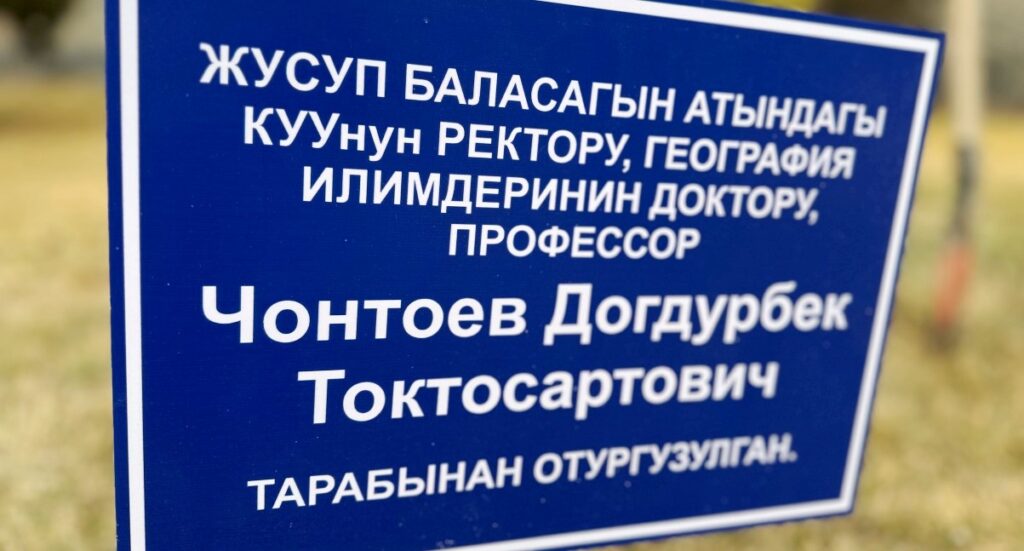 ЖУСУП БАЛАСАГЫН АТЫНДАГЫ
КУУнун РЕКТОРУ, ГЕОГРАФИЯ
ИЛИМДЕРИНИН ДОКТОРУ,
ПРОФЕССОР
Чонтоев Догдурбек
Токтосартович
ТАРАБЫНАН ОТУРГУЗУЛГАН.